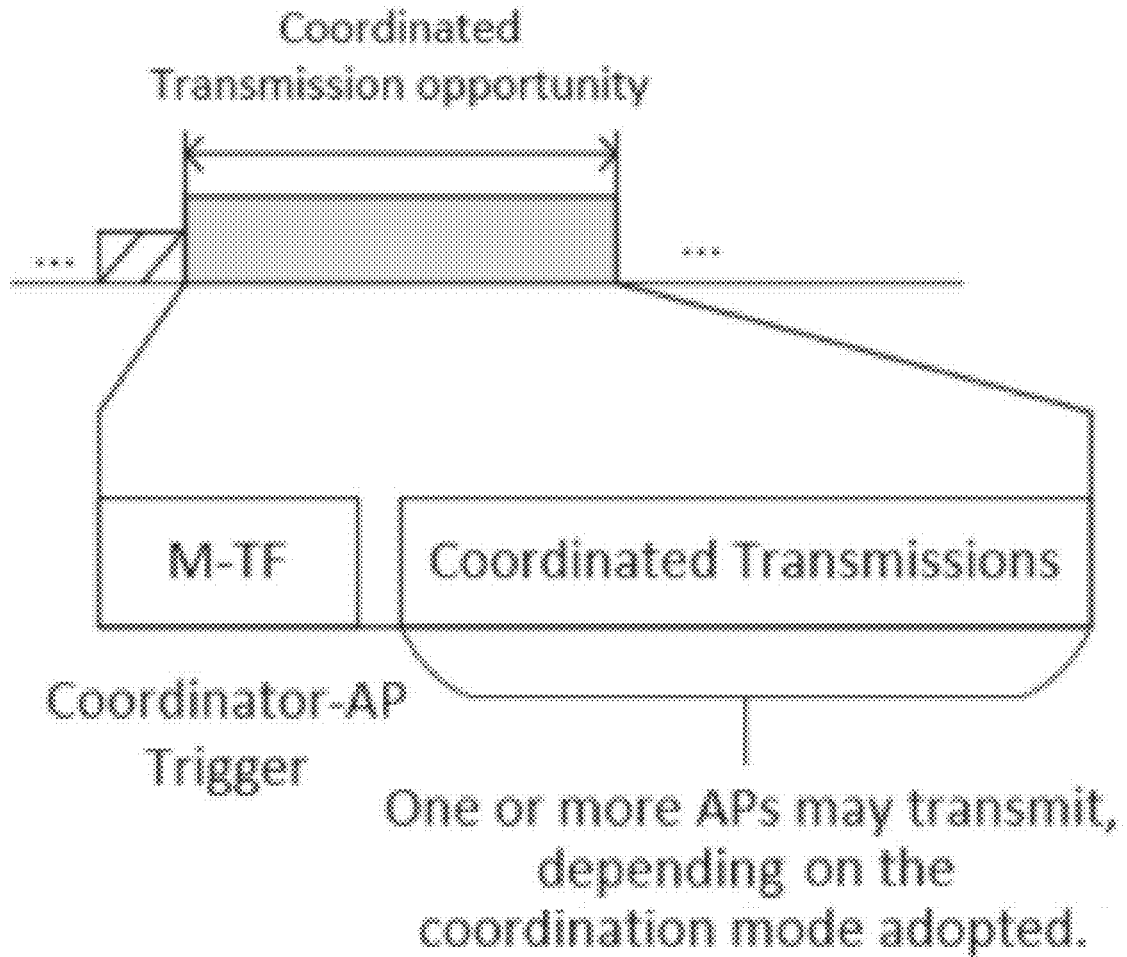 Coordinated
Transmission opportunity
...
...
M-TF
Coordinated Transmissions
Coordinator-AP
Trigger
One or more APs may transmit,
depending on the
coordination mode adopted.